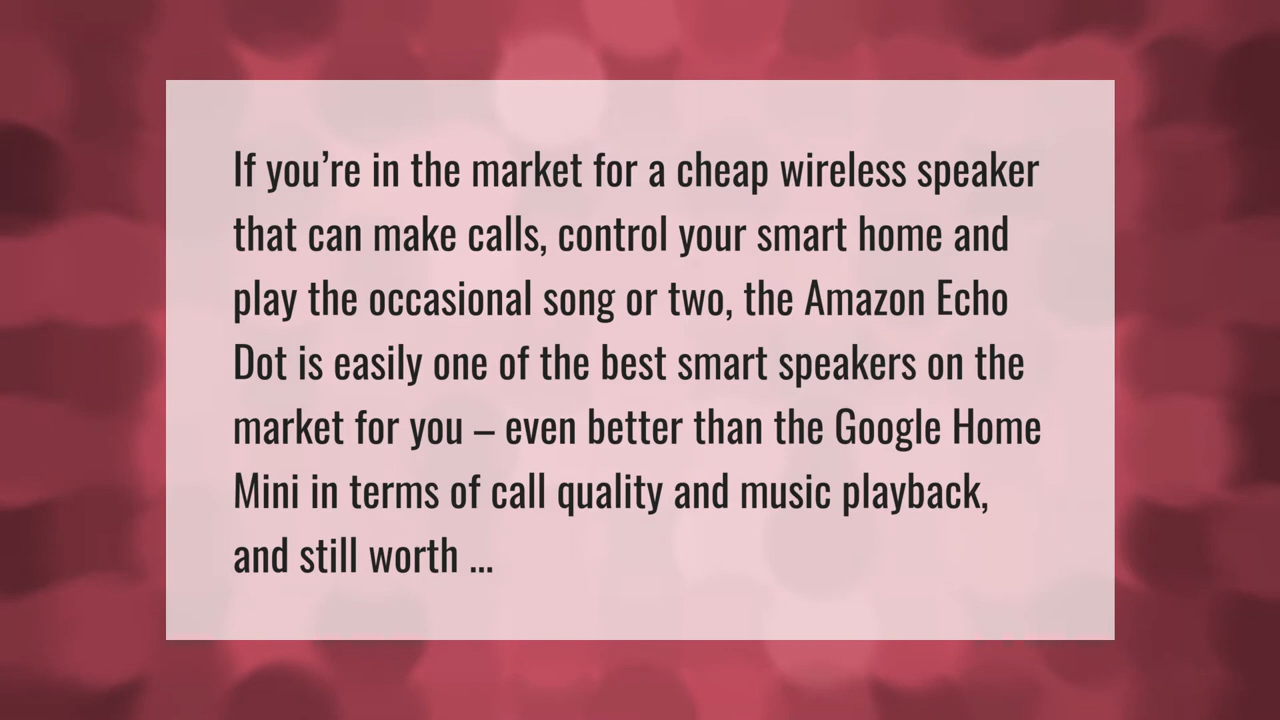 If you’re in the market for a cheap wireless speaker
that can make calls, control your smart home and
play the occasional song or two, the Amazon Echo
Dot is easily one of the best smart speakers on the
market for you – even better than the Google Home
Mini in terms of call quality and music playback,
and still worth ...